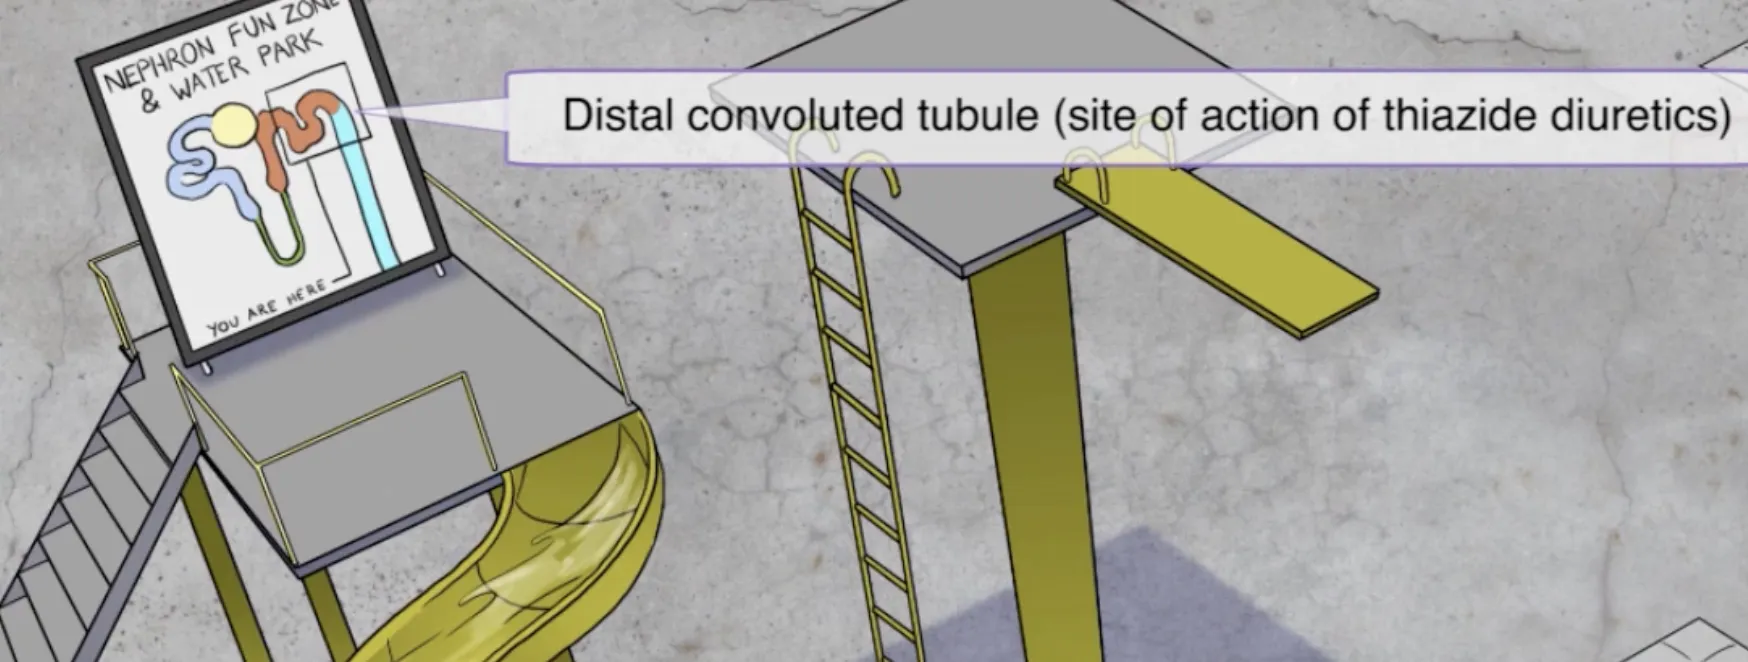 NEPHRON FUN ZONE
& WATER PARK
Distal convoluted tubule (site of action of thiazide diuretics)
YOU ARE HERE